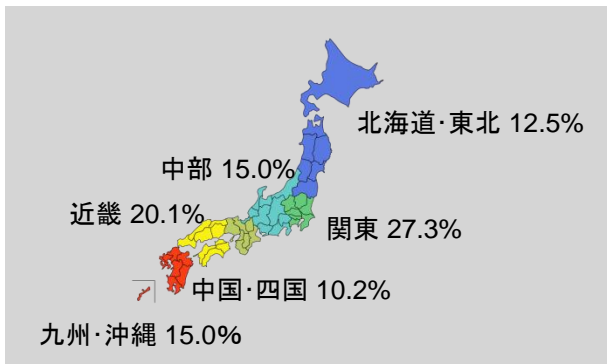 北海道･東北 12.5%
中部 15.0%
近畿 20.1%
関東 27.3%
中国･四国 10.2%
九州･沖縄 15.0%